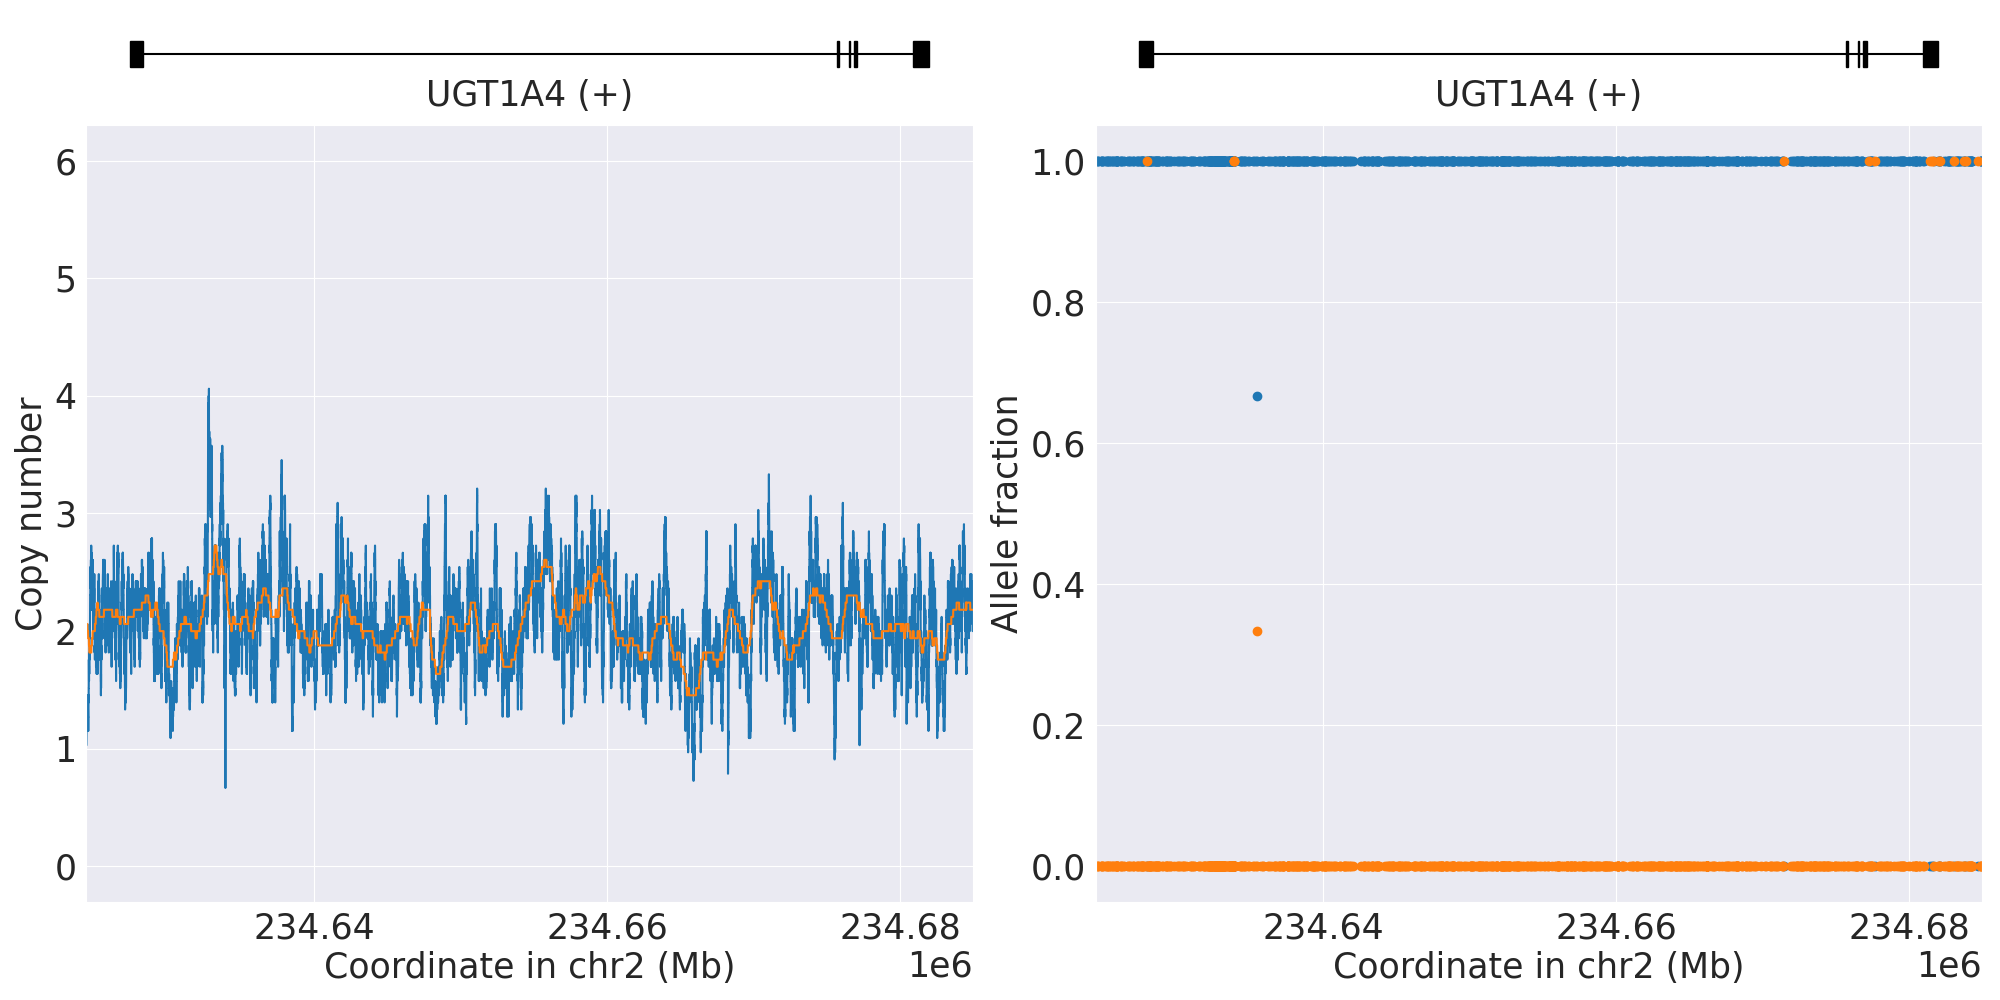 UGT1A4 (+)
6
5
4
3
2
1
0
Copy number
234.64
234.66
234.68
Coordinate in chr2 (Mb)
1e6
UGT1A4 (+)
1.0
0.8
0.6
0.4
0.2
0.0
Allele fraction
234.64
234.66
234.68
Coordinate in chr2 (Mb)
1e6